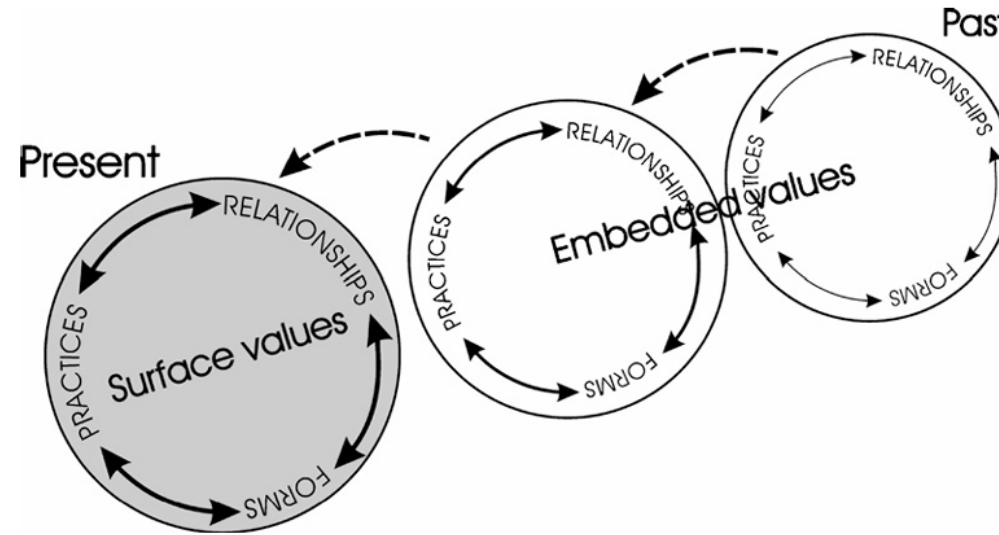 Past
RELATIONSHIPS
PRACTICES
FORMS
RELATIONSHIPS
PRACTICES
FORMS
Embedded values
Present
RELATIONSHIPS
PRACTICES
FORMS
Surface values